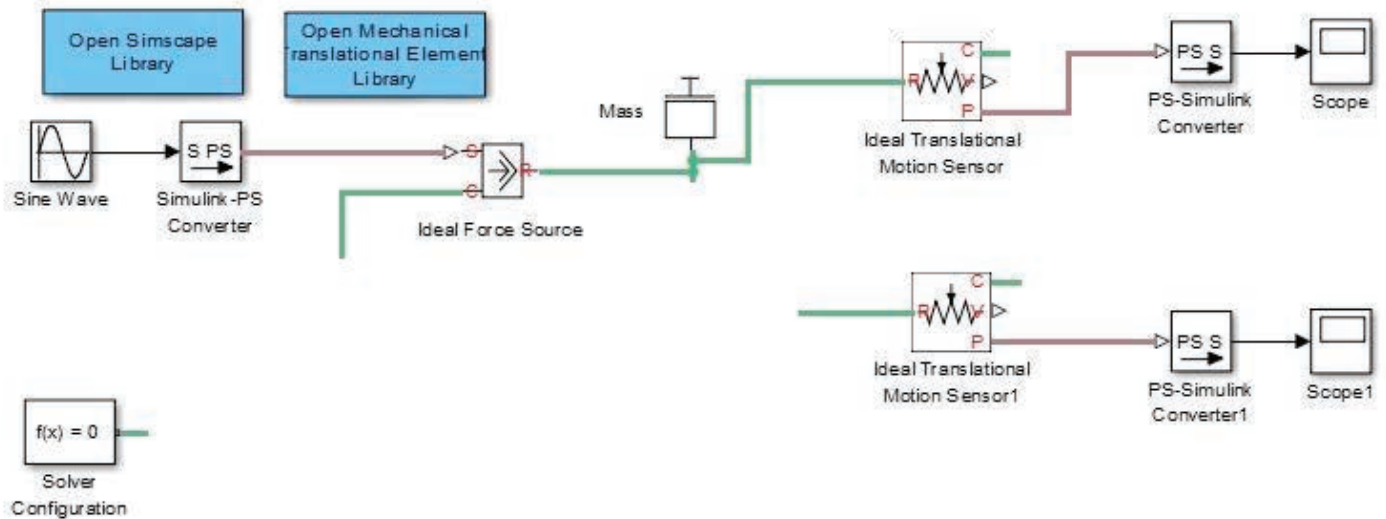 Open Simscape
Library
Open Mechanical
Translational Element
Library
Sine Wave
S PS
Simulink-PS
Converter
S
C
R
Ideal Force Source
Mass
R
C
V
P
Ideal Translational
Motion Sensor
PS S
PS-Simulink
Converter
Scope
R
C
V
P
Ideal Translational
Motion Sensor1
PS S
PS-Simulink
Converter1
Scope1
f(x) = 0
Solver
Configuration